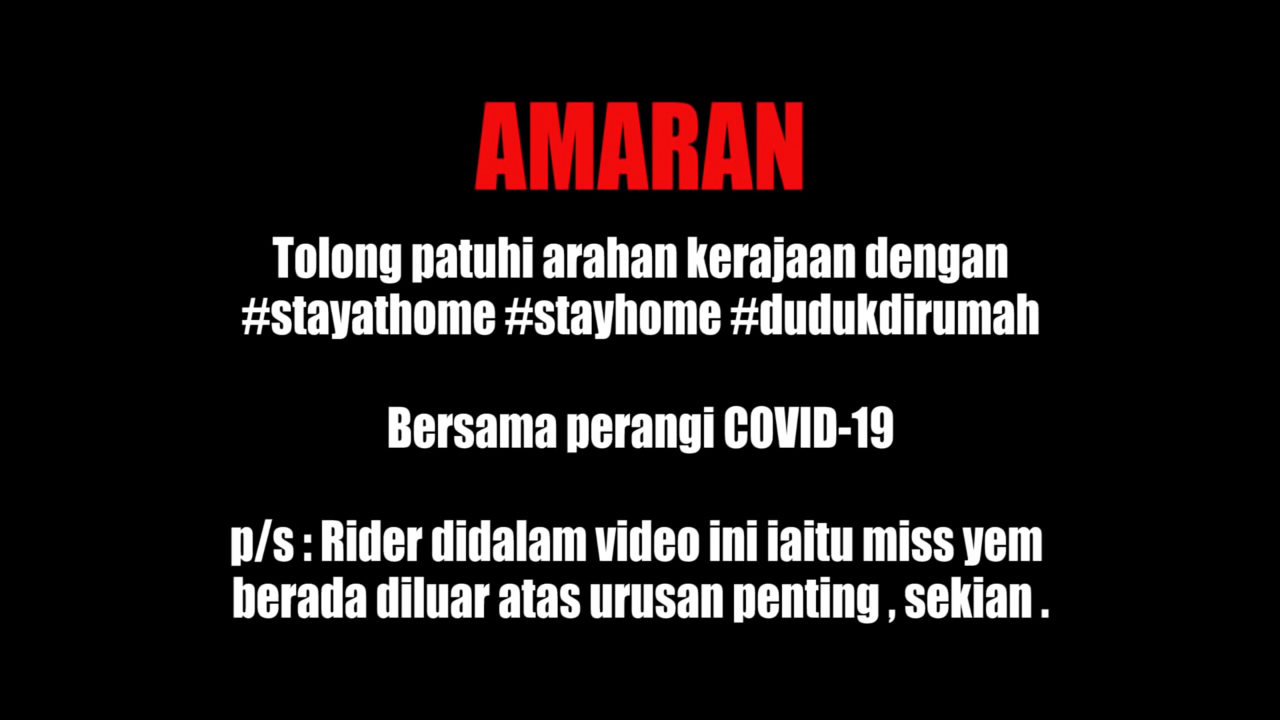 AMARAN
Tolong patuhi arahan kerajaan dengan
#stayathome #stayhome #dudukdirumah
Bersama perangi COVID-19
p/s : Rider didalam video ini iaitu miss yem
berada diluar atas urusan penting , sekian .